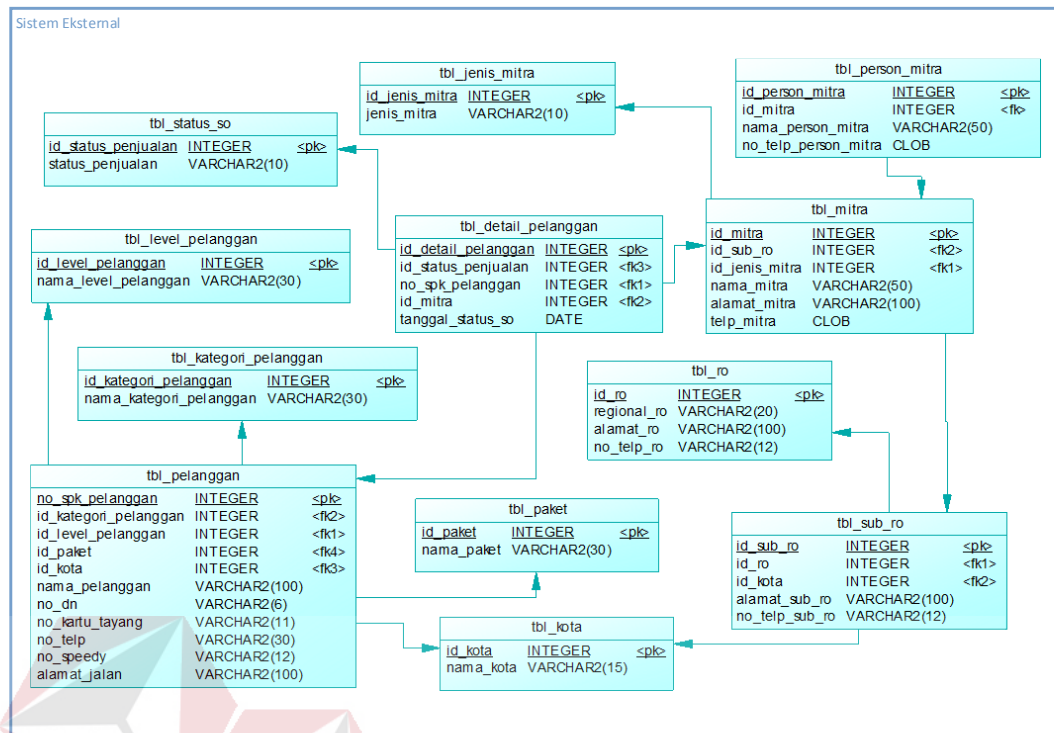 Sistem Eksternal
tbl_jenis_mitra
id_jenis_mitra INTEGER <pk>
jenis_mitra VARCHAR2(10)
tbl_person_mitra
id_person_mitra INTEGER <pk>
id_mitra INTEGER <fk>
nama_person_mitra VARCHAR2(50)
no_telp_person_mitra CLOB
tbl_status_so
id_status_penjualan INTEGER <pk>
status_penjualan VARCHAR2(10)
tbl_mitra
id_mitra INTEGER <pk>
id_sub_ro INTEGER <fk2>
id_jenis_mitra INTEGER <fk1>
nama_mitra VARCHAR2(50)
alamat_mitra VARCHAR2(100)
telp_mitra CLOB
tbl_detail_pelanggan
id_detail_pelanggan INTEGER <pk>
id_status_penjualan INTEGER <fk3>
no_spk_pelanggan INTEGER <fk1>
id_mitra INTEGER <fk2>
tanggal_status_so DATE
tbl_level_pelanggan
id_level_pelanggan INTEGER <pk>
nama_level_pelanggan VARCHAR2(30)
tbl_kategori_pelanggan
id_kategori_pelanggan INTEGER <pk>
nama_kategori_pelanggan VARCHAR2(30)
tbl_ro
id_ro INTEGER <pk>
regional_ro VARCHAR2(20)
alamat_ro VARCHAR2(100)
no_telp_ro VARCHAR2(12)
tbl_pelanggan
no_spk_pelanggan INTEGER <pk>
id_kategori_pelanggan INTEGER <fk2>
id_level_pelanggan INTEGER <fk1>
id_paket INTEGER <fk4>
id_kota INTEGER <fk3>
nama_pelanggan VARCHAR2(100)
no_dn VARCHAR2(6)
no_kartu_tayang VARCHAR2(11)
no_telp VARCHAR2(30)
no_speedy VARCHAR2(12)
alamat_jalan VARCHAR2(100)
tbl_paket
id_paket INTEGER <pk>
nama_paket VARCHAR2(30)
tbl_sub_ro
id_sub_ro INTEGER <pk>
id_ro INTEGER <fk1>
id_kota INTEGER <fk2>
alamat_sub_ro VARCHAR2(100)
no_telp_sub_ro VARCHAR2(12)
tbl_kota
id_kota INTEGER <pk>
nama_kota VARCHAR2(15)